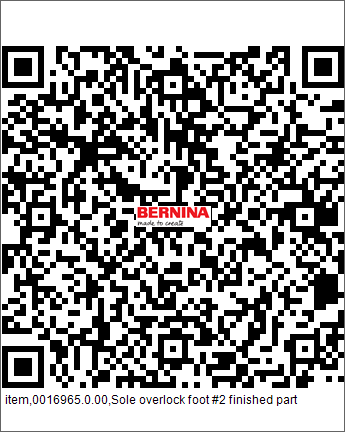 BERNINA
made to create
item,0016965.0.00,Sole overlock foot #2 finished part